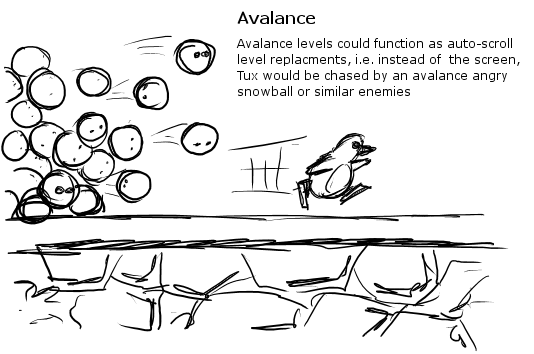 Avalance
Avalance levels could function as auto-scroll
level replacments, i.e. instead of the screen,
Tux would be chased by an avalance angry
snowball or similar enemies